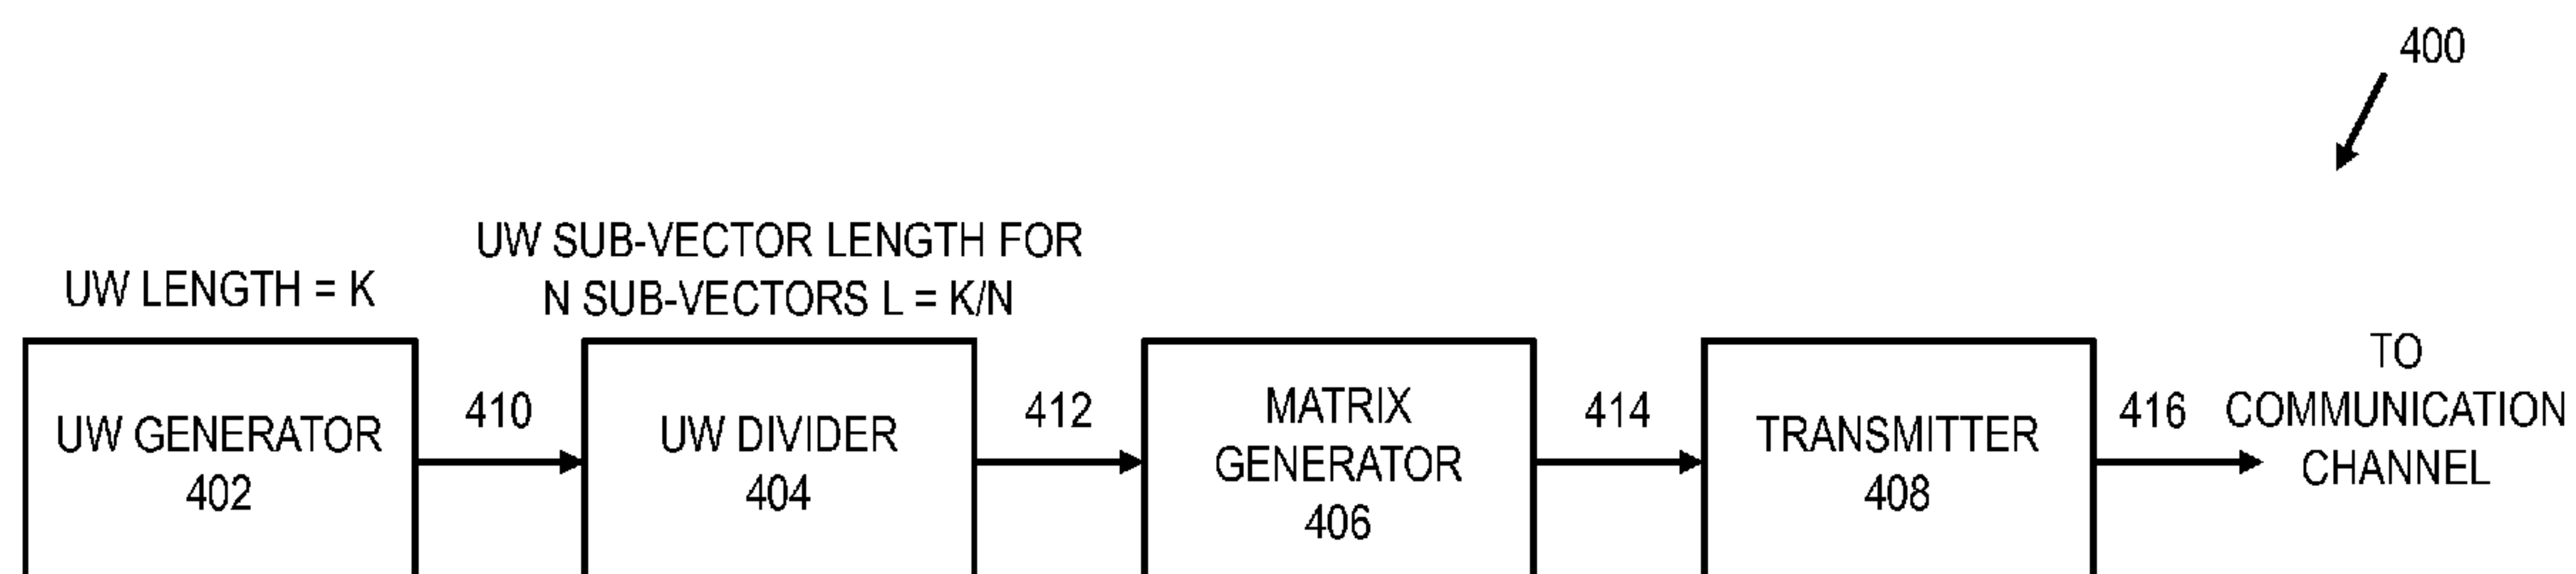 400
UW LENGTH = K
UW SUB-VECTOR LENGTH FOR
N SUB-VECTORS L = K/N
UW GENERATOR
402
410
UW DIVIDER
404
412
MATRIX
GENERATOR
406
414
TRANSMITTER
408
416
TO
COMMUNICATION
CHANNEL